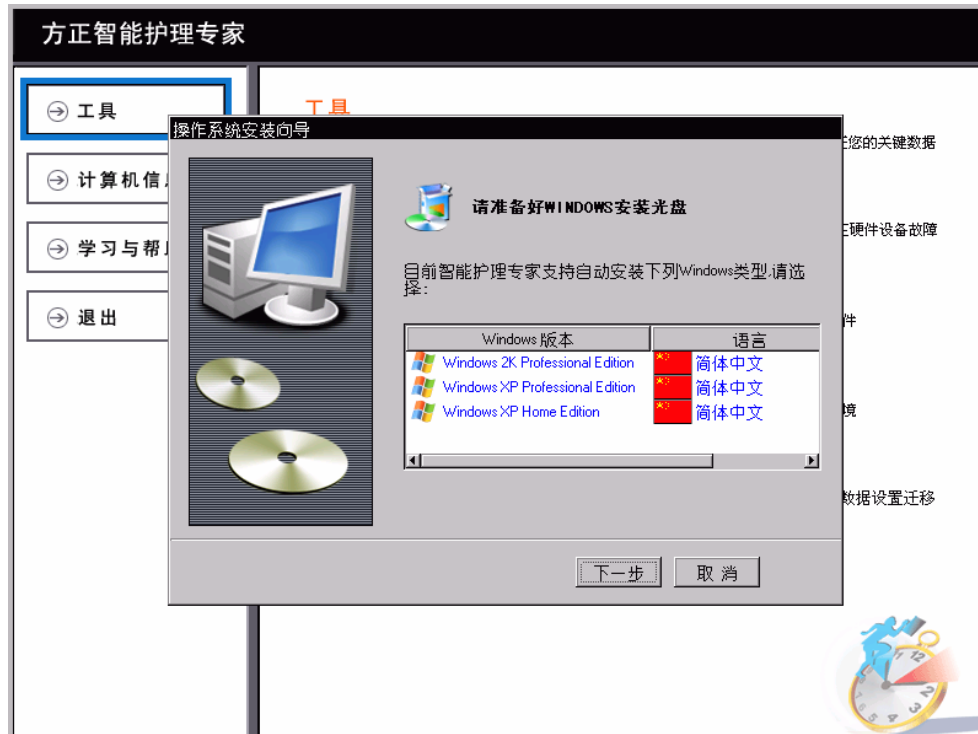 方正智能护理专家
工具
计算机信
学习与帮
退出
工具
您的关键数据
硬件设备故障
件
境
数据设置迁移
操作系统安装向导
请准备好WINDOWS安装光盘
目前智能护理专家支持自动安装下列Windows类型,请选
择:
Windows 版本 语言
Windows 2K Professional Edition 简体中文
Windows XP Professional Edition 简体中文
Windows XP Home Edition 简体中文
下一步 取 消
12